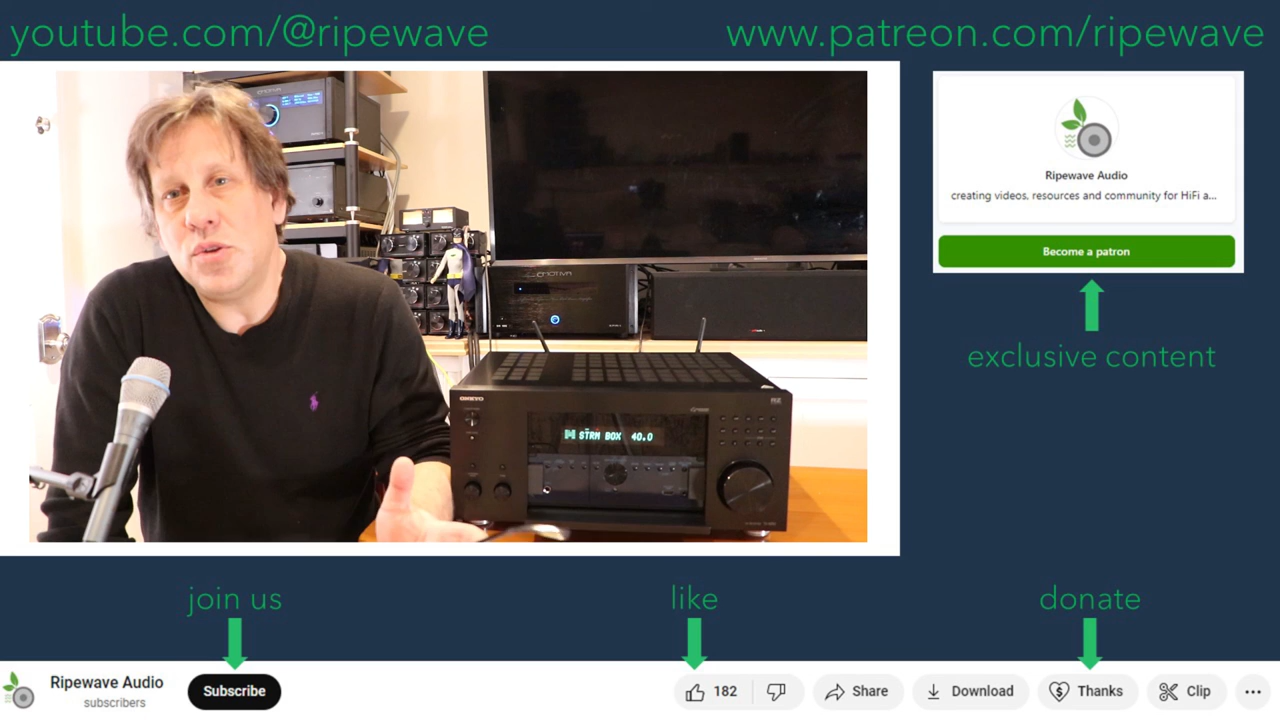 youtube.com/@ripewave
www.patreon.com/ripewave
EMOTIVA
EMOTIVA
ONKYO
STRM BOX 40.0
Ripewave Audio
creating videos, resources and community for HiFi a...
Become a patron
exclusive content
join us
like
donate
Ripewave Audio
subscribers
Subscribe
182
Share
Download
Thanks
Clip
...